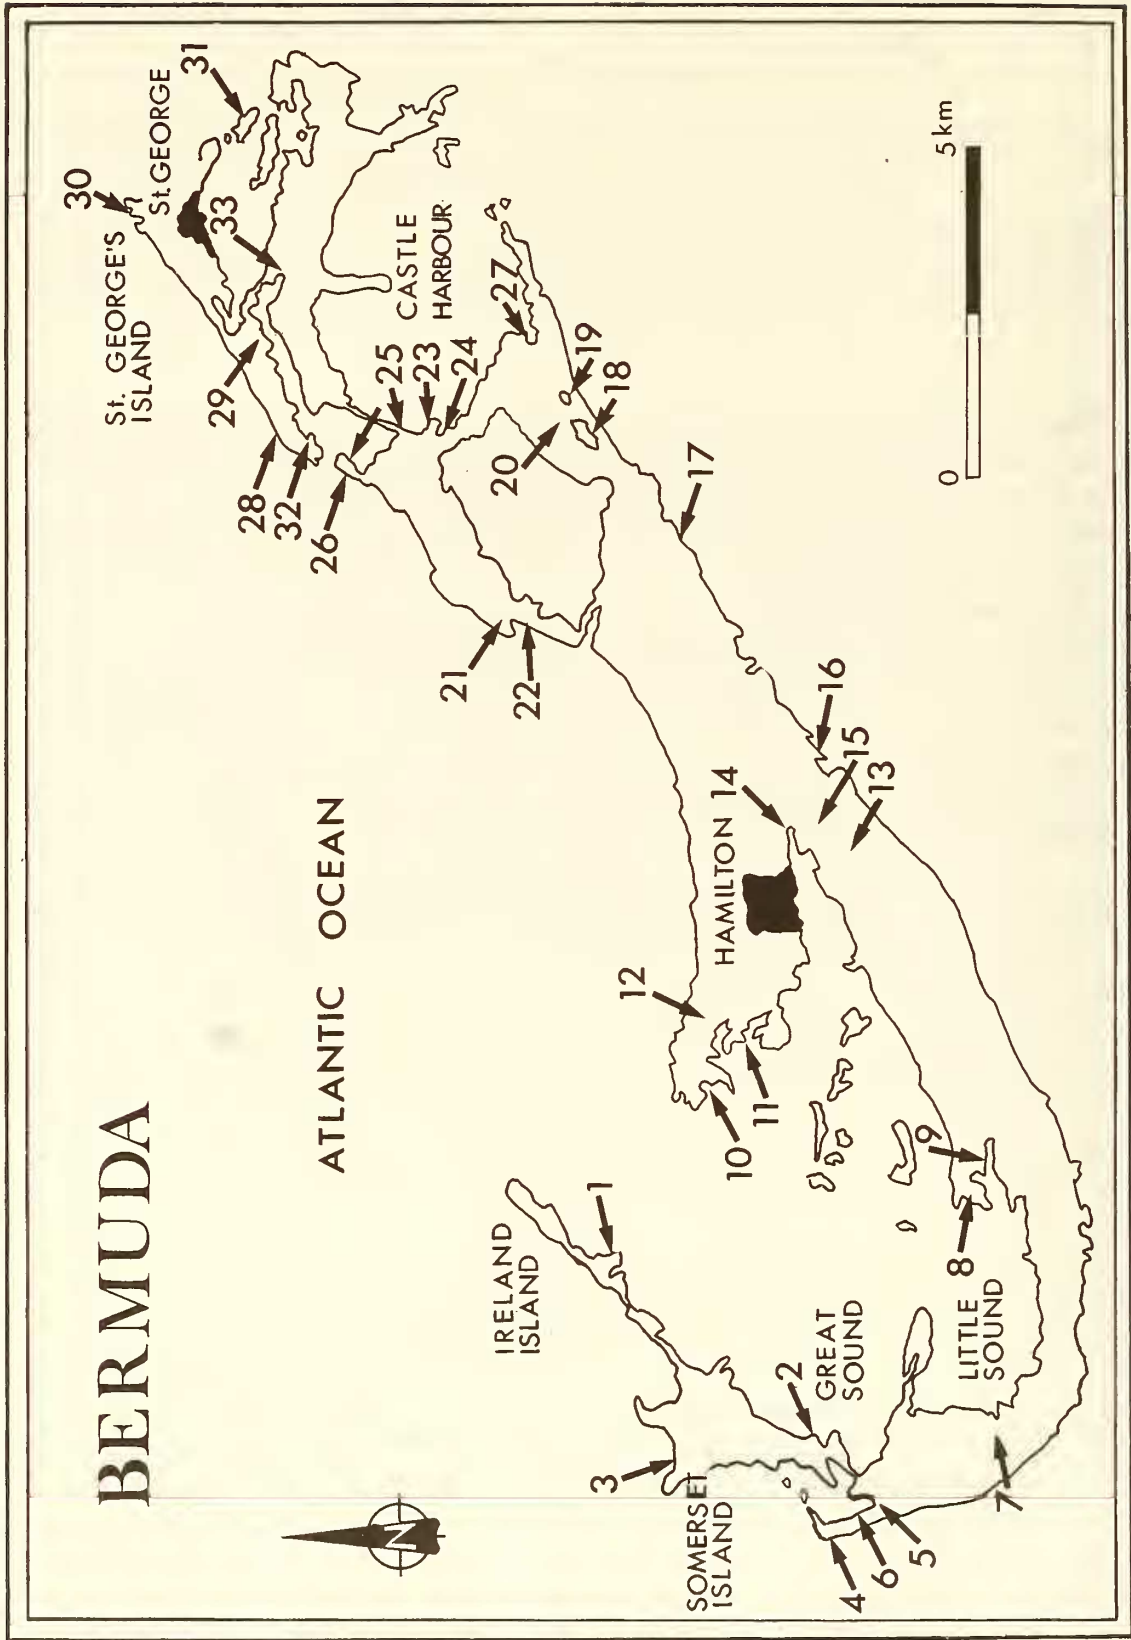 BERMUDA
N
ATLANTIC OCEAN
St. GEORGE'S
ISLAND
St. GEORGE
CASTLE
HARBOUR
HAMILTON
IRELAND
ISLAND
SOMERSET
ISLAND
GREAT
SOUND
LITTLE
SOUND
1
2
3
4
5
6
7
8
9
10
11
12
13
14
15
16
17
18
19
20
21
22
23
24
25
26
27
28
29
30
31
32
33
0
5 km